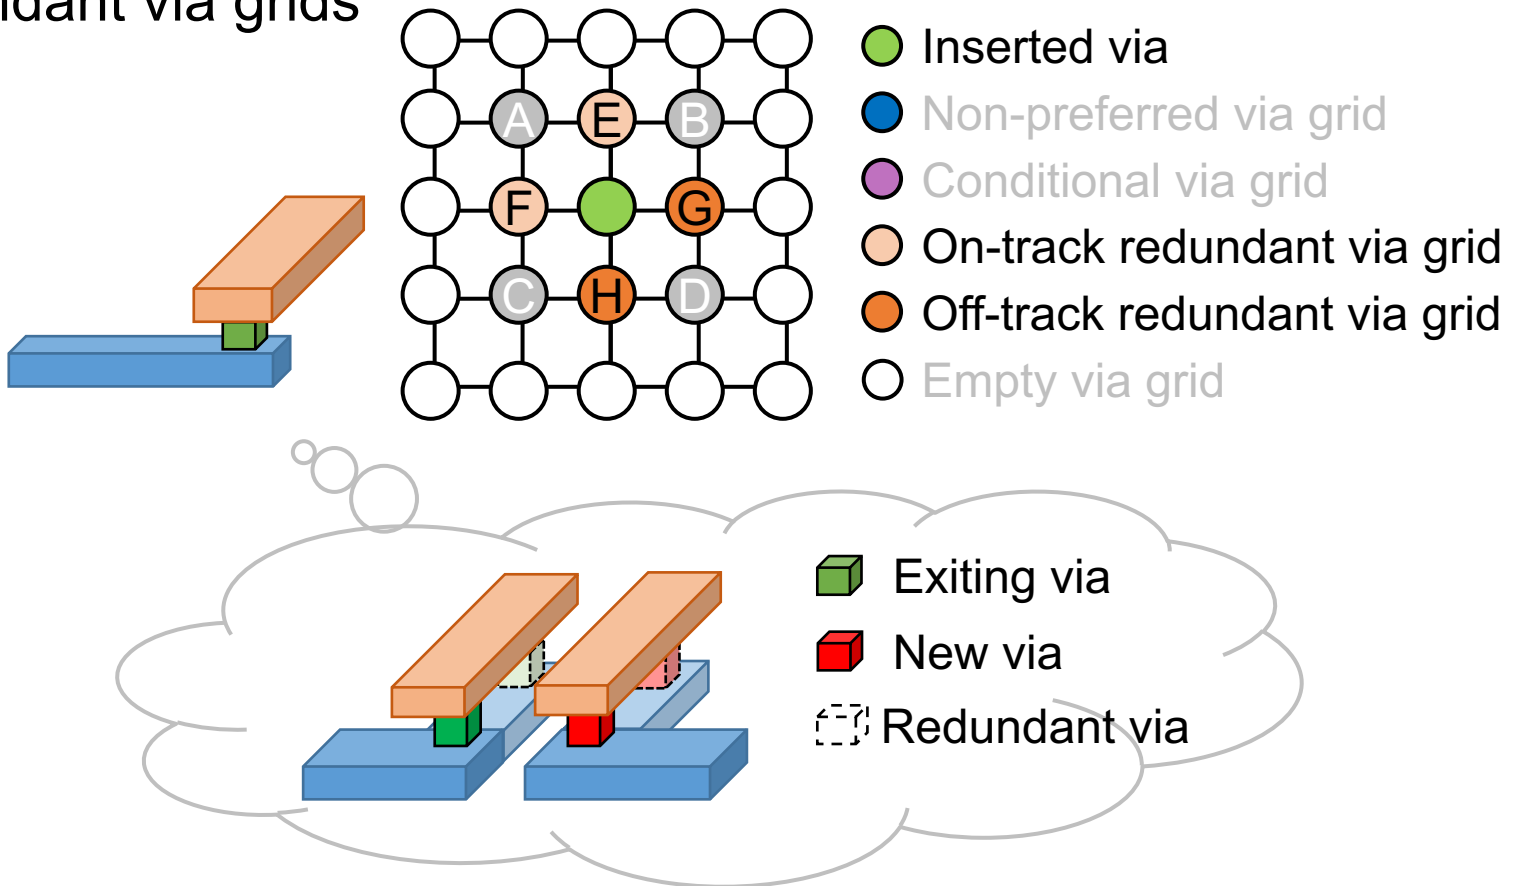 dant via grids
Inserted via
A E B
Non-preferred via grid
Conditional via grid
F G
On-track redundant via grid
C H D
Off-track redundant via grid
Empty via grid
Exiting via
New via
Redundant via